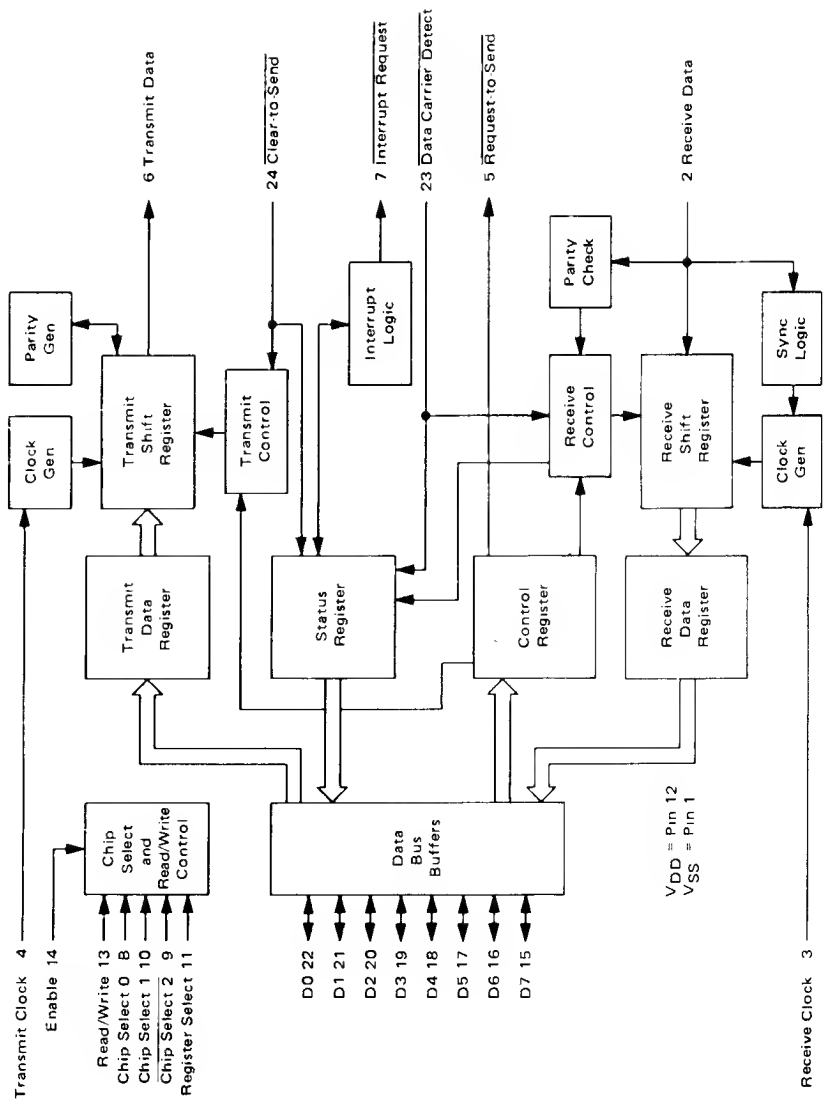 Transmit Clock 4
Enable 14
Read/Write 13
Chip Select 0 8
Chip Select 1 10
Chip Select 2 9
Register Select 11
Chip
Select
and
Read/Write
Control
D0 22
D1 21
D2 20
D3 19
D4 18
D5 17
D6 16
D7 15
Data
Bus
Buffers
VDD = Pin 12
VSS = Pin 1
Receive Clock 3
Transmit
Data
Register
Status
Register
Control
Register
Receive
Data
Register
Clock
Gen
Parity
Gen
Transmit
Shift
Register
Transmit
Control
Interrupt
Logic
Receive
Control
Parity
Check
Receive
Shift
Register
Clock
Gen
Sync
Logic
6 Transmit Data
24 Clear-to-Send
7 Interrupt Request
23 Data Carrier Detect
5 Request-to-Send
2 Receive Data